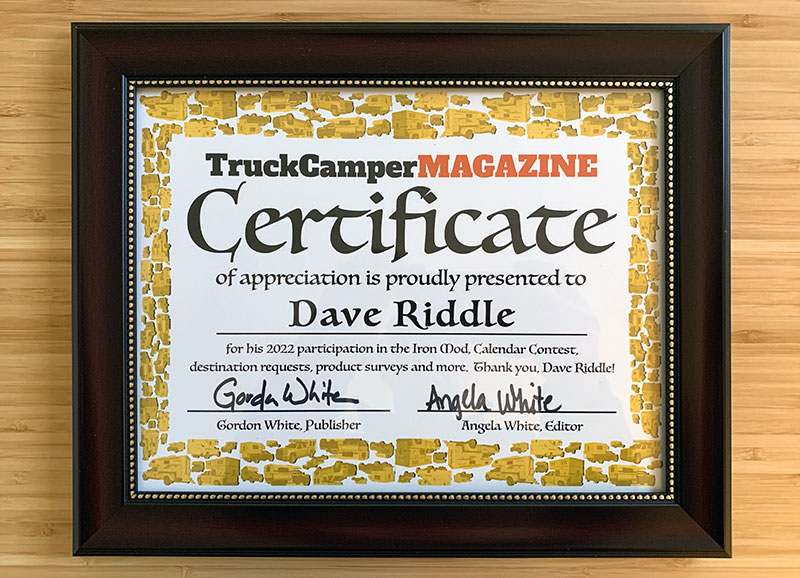 TruckCamperMAGAZINE
Certificate
of appreciation is proudly presented to
Dave Riddle
for his 2022 participation in the Iron Mod, Calendar Contest,
destination requests, product surveys and more. Thank you, Dave Riddle!
Gordon White Angela White
Gordon White, Publisher Angela White, Editor